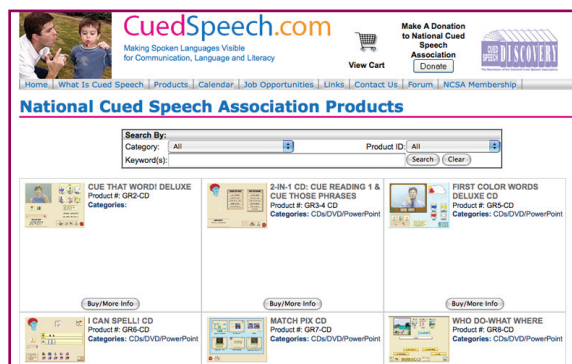 CuedSpeech.com
Making Spoken Languages Visible
for Communication, Language and Literacy
View Cart
Make A Donation
to National Cued
Speech
Association
Donate
CUED SPEECH DISCOVERY
Home What Is Cued Speech Products Calendar Job Opportunities Links Contact Us Forum NCSA Membership
National Cued Speech Association Products
Search By:
Category: All Product ID: All
Keyword(s): Search Clear
CUE THAT WORD! DELUXE
Product #: GR2-CD
Categories:
Buy/More Info
2-IN-1 CD: CUE READING 1 &
CUE THOSE PHRASES
Product #: GR3-4 CD
Categories: CDs/DVD/PowerPoint
Buy/More Info
FIRST COLOR WORDS
DELUXE CD
Product #: GR5-CD
Categories: CDs/DVD/PowerPoint
Buy/More Info
I CAN SPELL! CD
Product #: GR6-CD
Categories: CDs/DVD/PowerPoint
MATCH PIX CD
Product #: GR7-CD
Categories: CDs/DVD/PowerPoint
WHO DO-WHAT WHERE
Product #: GR8-CD
Categories: CDs/DVD/PowerPoint